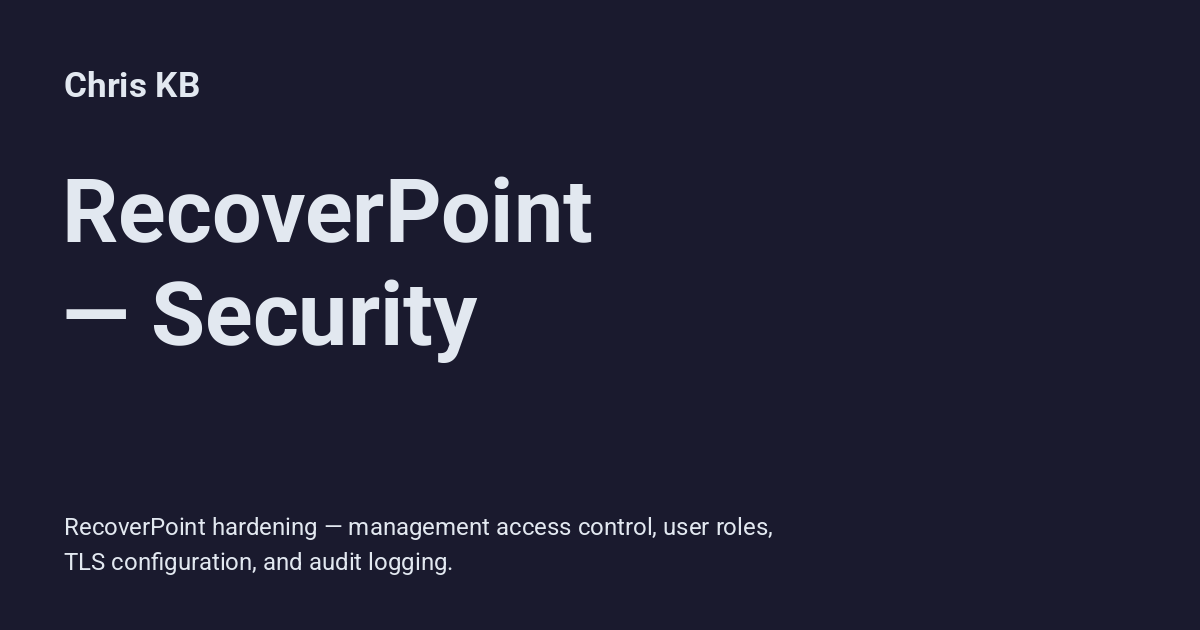 Chris KB
RecoverPoint
— Security
RecoverPoint hardening — management access control, user roles,
TLS configuration, and audit logging.